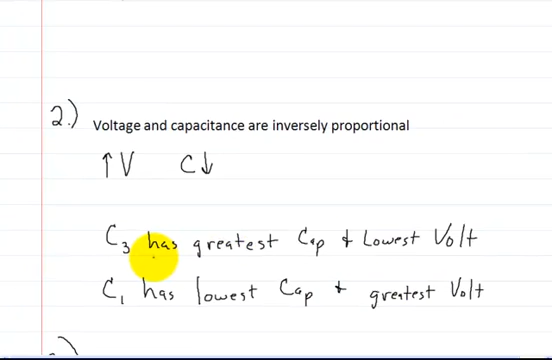 2.) Voltage and capacitance are inversely proportional
↑V C↓
C₃ has greatest Cap & Lowest Volt
C₁ has lowest Cap & greatest Volt